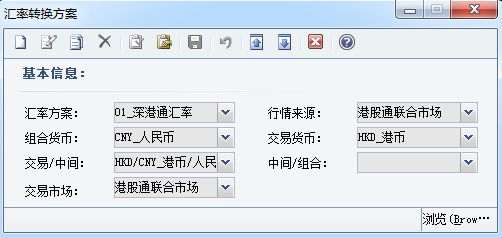 汇率转换方案
基本信息：
汇率方案： 01_深港通汇率 行情来源： 港股通联合市场
组合货币： CNY_人民币 交易货币： HKD_港币
交易/中间： HKD/CNY_港币/人民 中间/组合：
交易市场： 港股通联合市场
浏览(Brow…